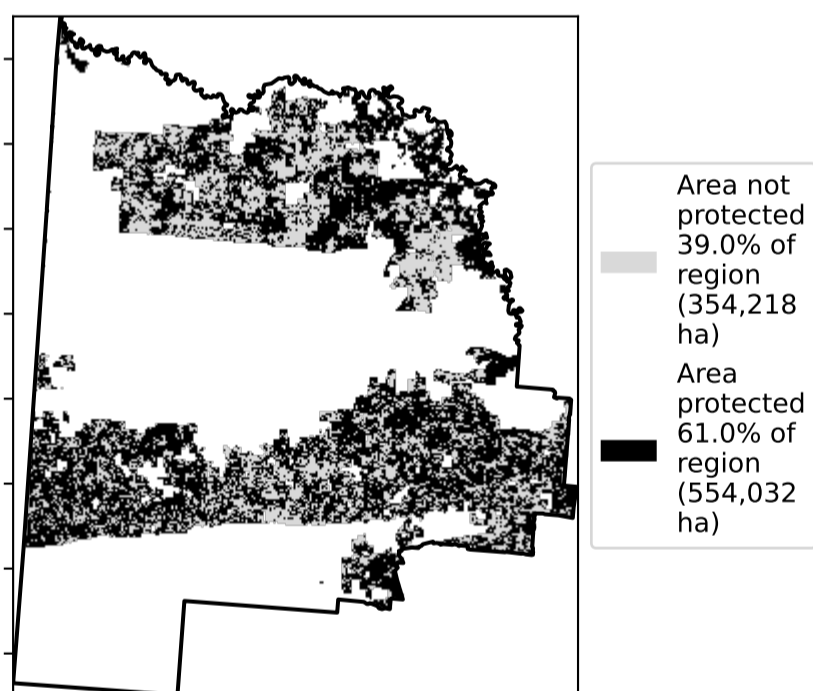 Area not
protected
39.0% of
region
(354,218
ha)
Area
protected
61.0% of
region
(554,032
ha)